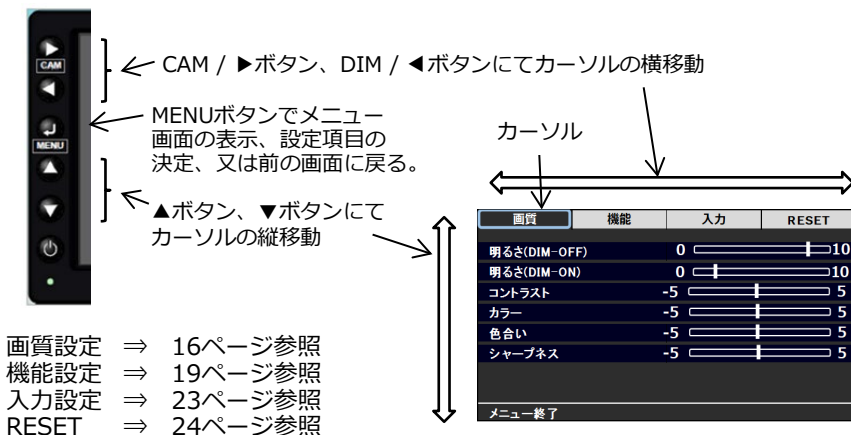 CAM / ▶ボタン、DIM / ◀ボタンにてカーソルの横移動
CAM
MENU
MENUボタンでメニュー
画面の表示、設定項目の
決定、又は前の画面に戻る。
▲ボタン、▼ボタンにて
カーソルの縦移動
カーソル
画質 機能 入力 RESET
明るさ(DIM-OFF) 0 10
明るさ(DIM-ON) 0 10
コントラスト -5 5
カラー -5 5
色合い -5 5
シャープネス -5 5
メニュー終了
画質設定 ⇒ 16ページ参照
機能設定 ⇒ 19ページ参照
入力設定 ⇒ 23ページ参照
RESET ⇒ 24ページ参照